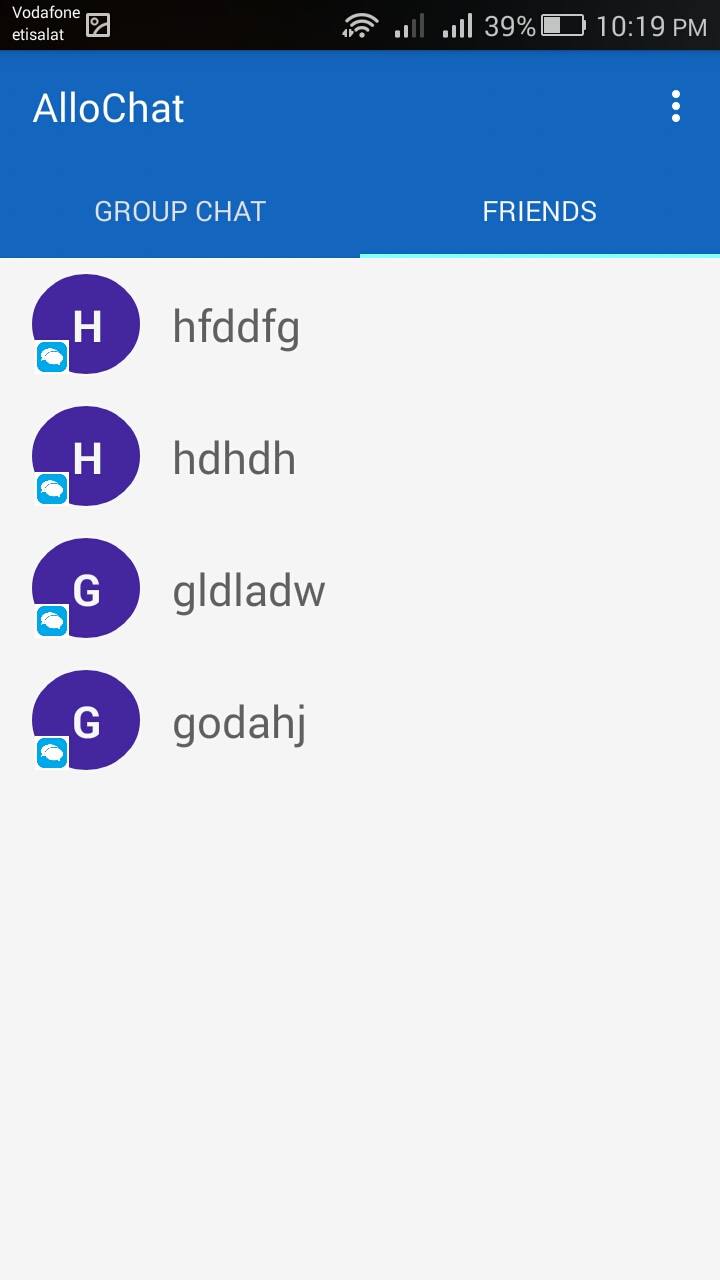 Vodafone
etisalat
39% 10:19 PM
AlloChat
GROUP CHAT FRIENDS
H hfddfg
H hdhdh
G gldladw
G godahj